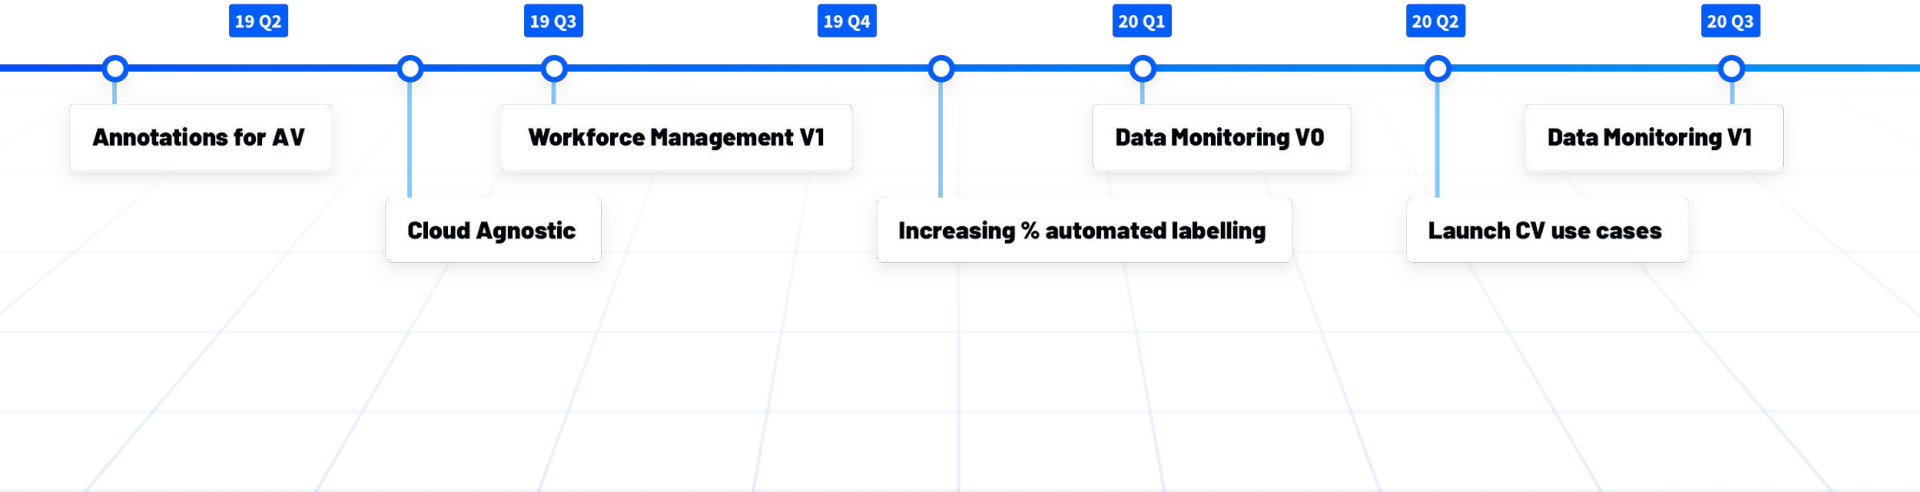 19 Q2
19 Q3
19 Q4
20 Q1
20 Q2
20 Q3
Annotations for AV
Workforce Management V1
Data Monitoring V0
Data Monitoring V1
Cloud Agnostic
Increasing % automated labelling
Launch CV use cases